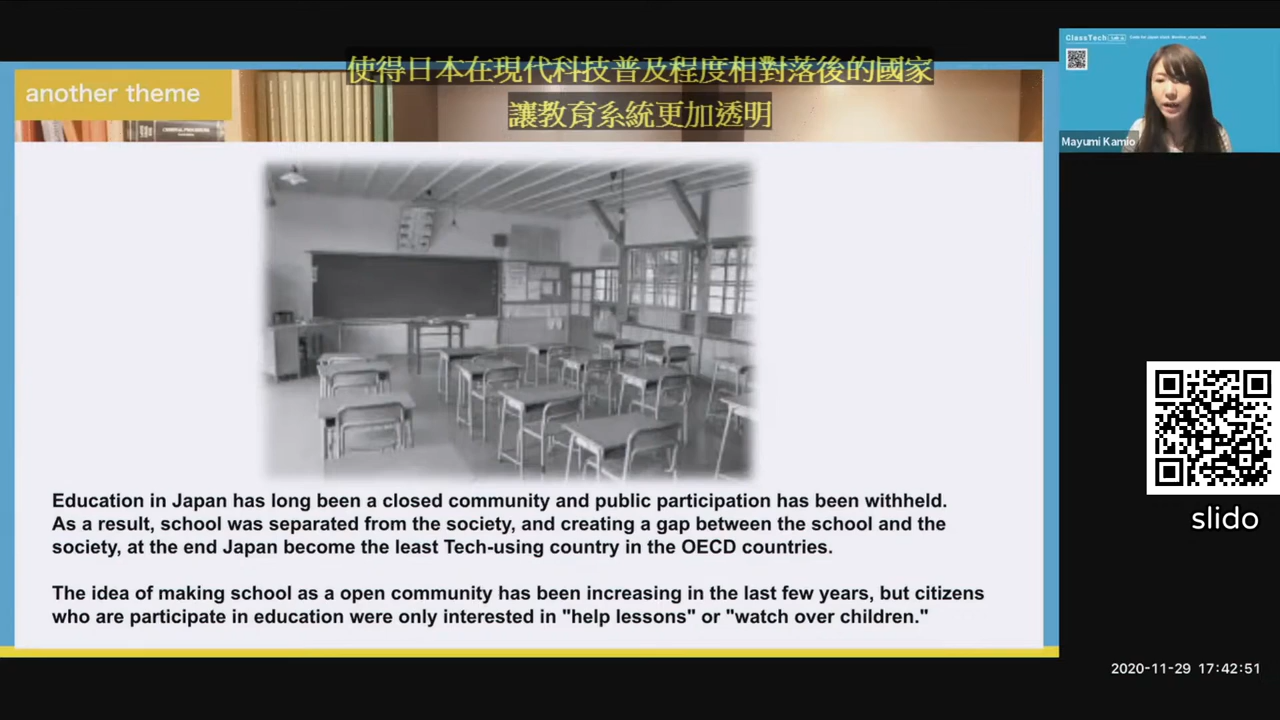 使得日本在現代科技普及程度相對落後的國家
讓教育系統更加透明
another theme
ClassTech
Mayumi Kamio
Education in Japan has long been a closed community and public participation has been withheld.
As a result, school was separated from the society, and creating a gap between the school and the
society, at the end Japan become the least Tech-using country in the OECD countries.
The idea of making school as a open community has been increasing in the last few years, but citizens
who are participate in education were only interested in "help lessons" or "watch over children."
slido
2020-11-29 17:42:51